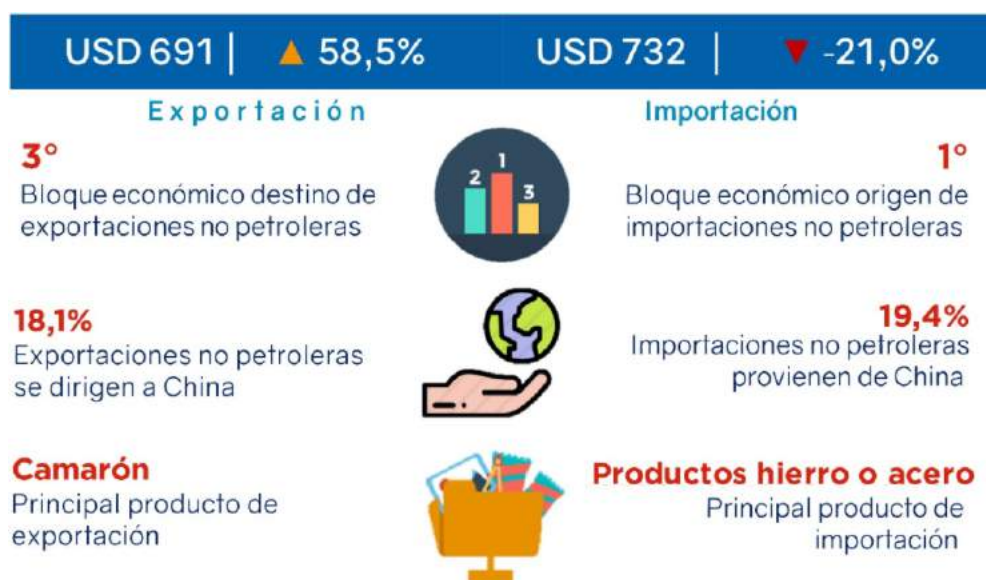 USD 691 | ▲ 58,5%
USD 732 | ▼ -21,0%
Exportación
Importación
3°
Bloque económico destino de
exportaciones no petroleras
2 1 3
1°
Bloque económico origen de
importaciones no petroleras
18,1%
Exportaciones no petroleras
se dirigen a China
19,4%
Importaciones no petroleras
provienen de China
Camarón
Principal producto de
exportación
Productos hierro o acero
Principal producto de
importación